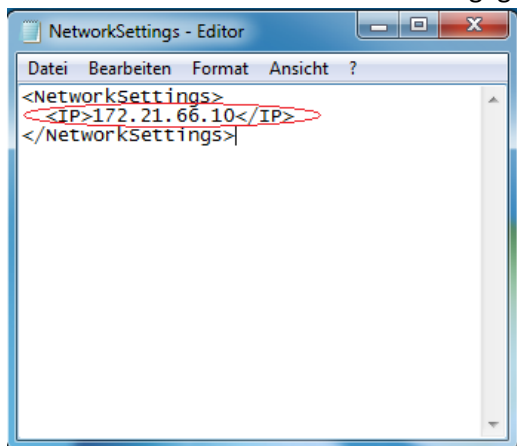 NetworkSettings - Editor
Datei Bearbeiten Format Ansicht ?
<NetworkSettings>
<IP>172.21.66.10</IP>
</NetworkSettings>